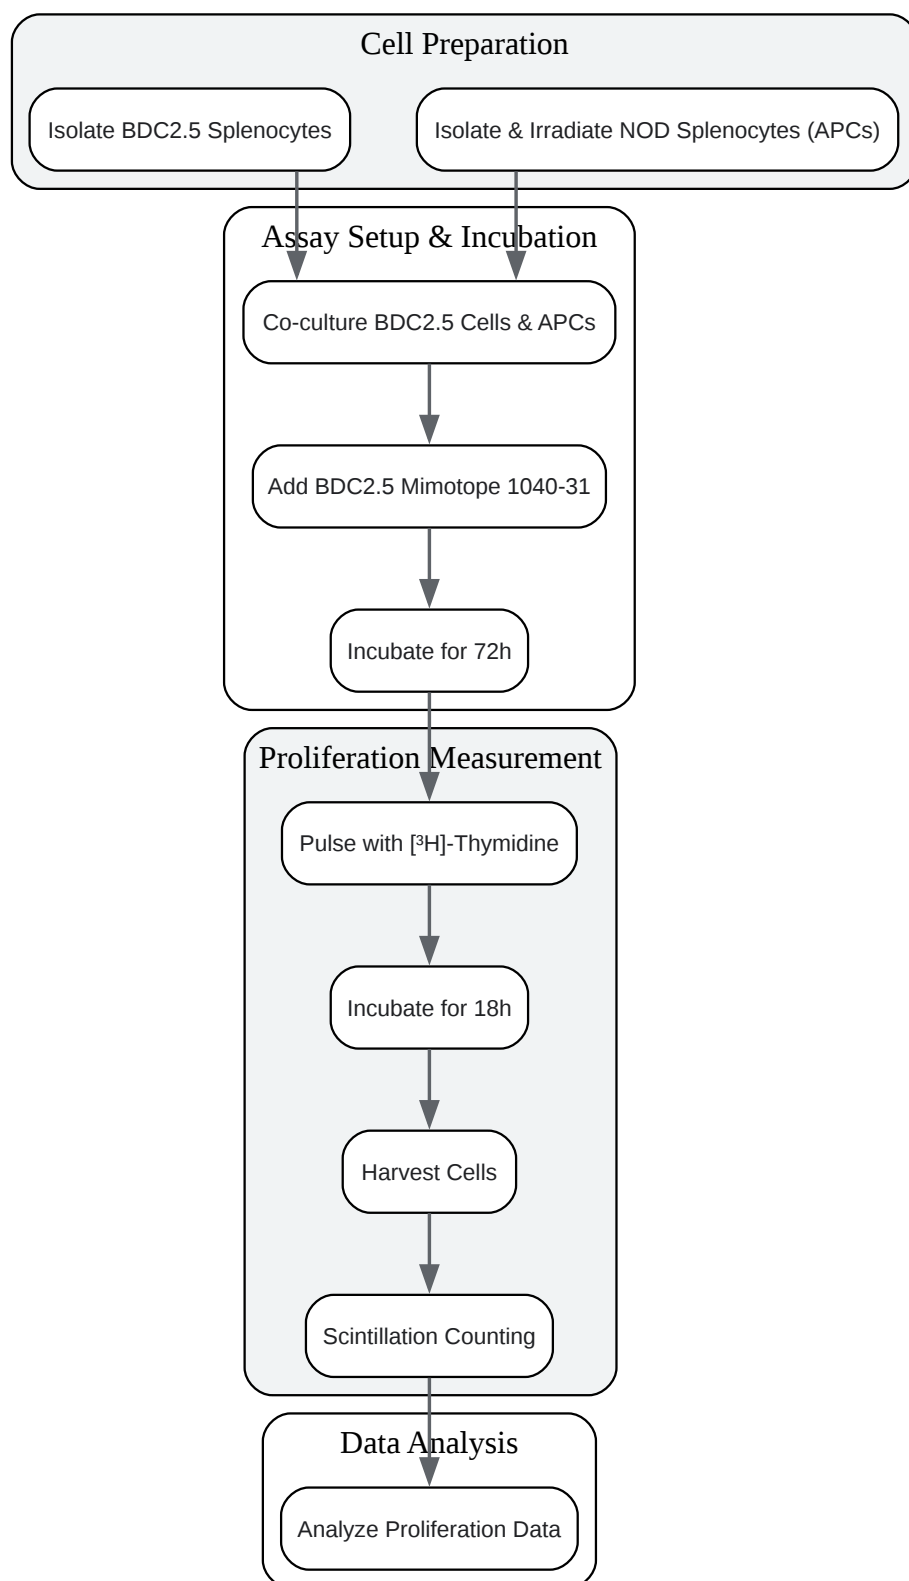 Cell Preparation
Isolate BDC2.5 Splenocytes
Isolate & Irradiate NOD Splenocytes (APCs)
Assay Setup & Incubation
Co-culture BDC2.5 Cells & APCs
Add BDC2.5 Mimotope 1040-31
Incubate for 72h
Proliferation Measurement
Pulse with [³H]-Thymidine
Incubate for 18h
Harvest Cells
Scintillation Counting
Data Analysis
Analyze Proliferation Data